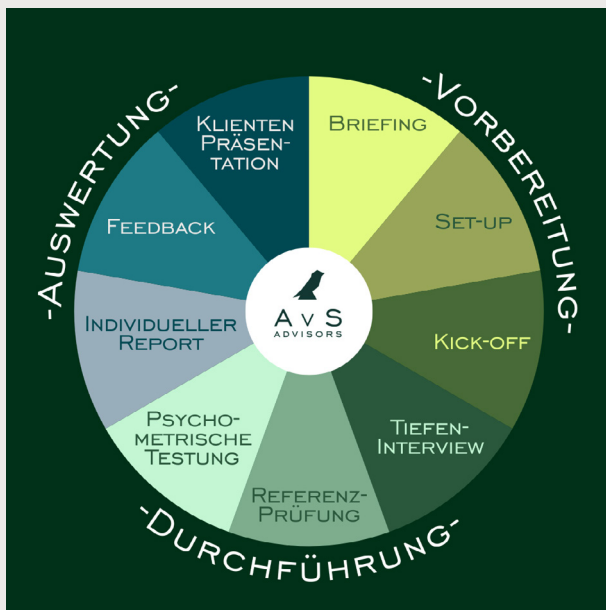 -VORBEREITUNG-
BRIEFING
SET-UP
KICK-OFF
-DURCHFÜHRUNG-
TIEFEN-
INTERVIEW
REFERENZ-
PRÜFUNG
PSYCHO-
METRISCHE
TESTUNG
-AUSWERTUNG-
INDIVIDUELLER
REPORT
FEEDBACK
KLIENTEN
PRÄSEN-
TATION
A v S
ADVISORS